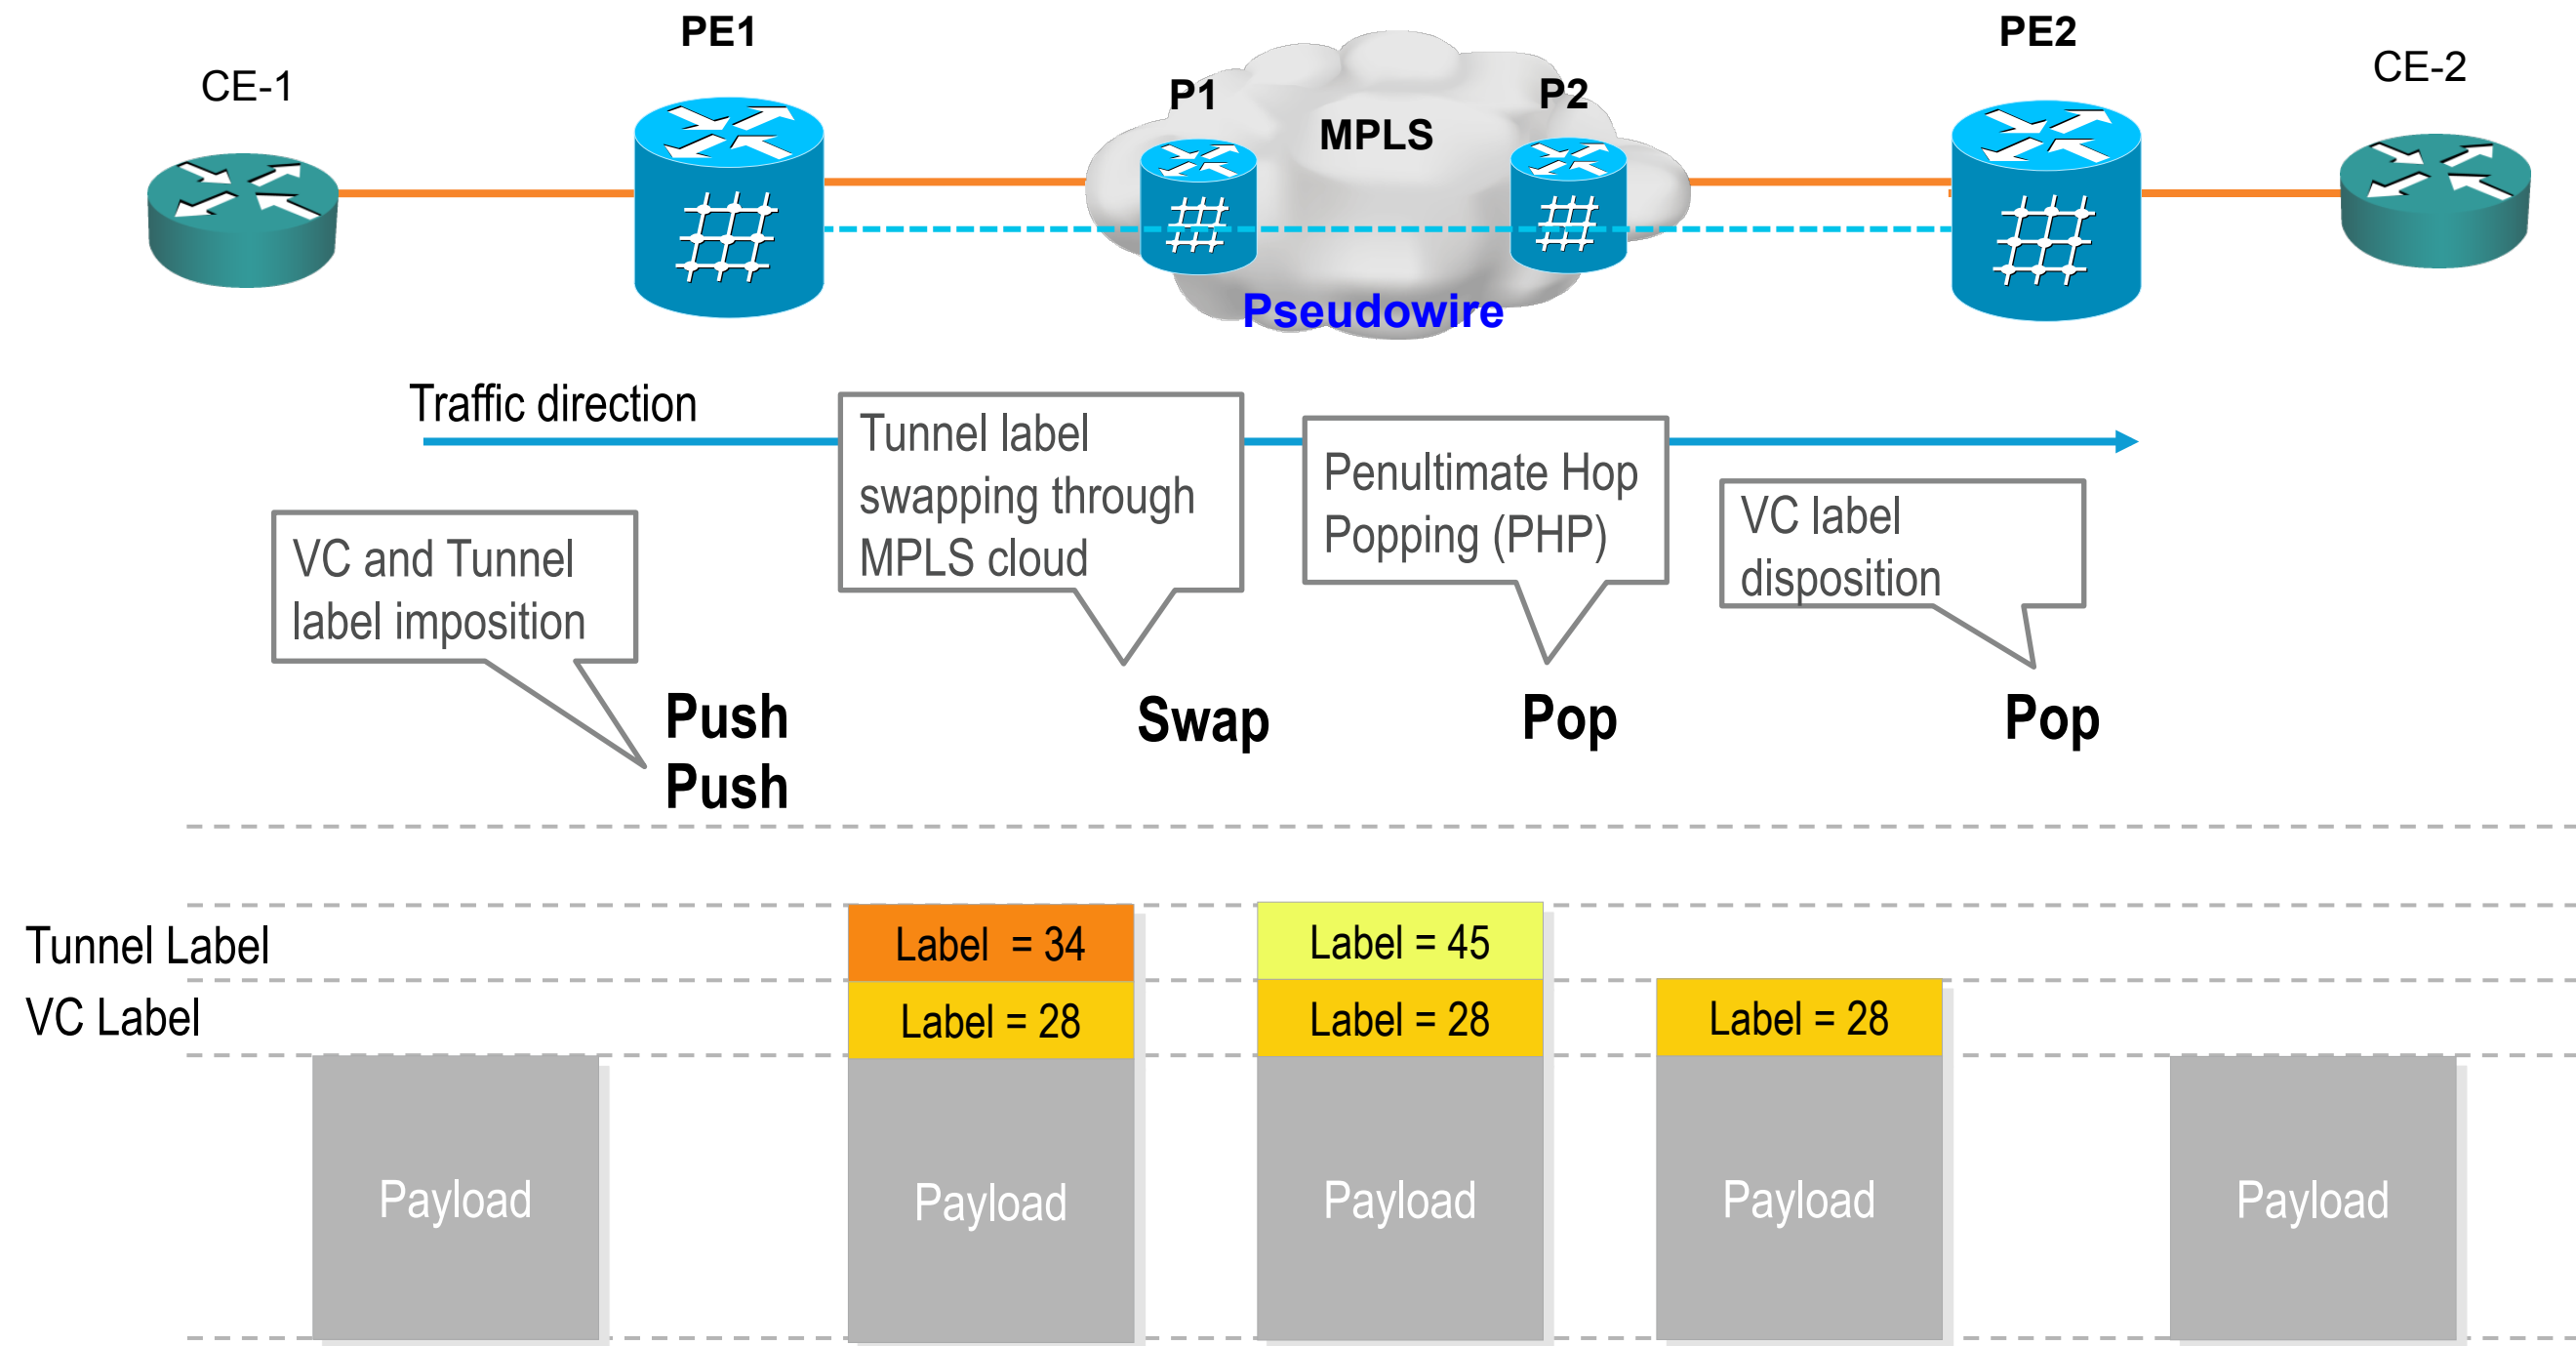 PE1
PE2
CE-1
CE-2
P1
P2
MPLS
Pseudowire
Traffic direction
VC and Tunnel
label imposition
Tunnel label
swapping through
MPLS cloud
Penultimate Hop
Popping (PHP)
VC label
disposition
Push
Push
Swap
Pop
Pop
Tunnel Label
Label = 34
Label = 45
VC Label
Label = 28
Label = 28
Label = 28
Payload
Payload
Payload
Payload
Payload